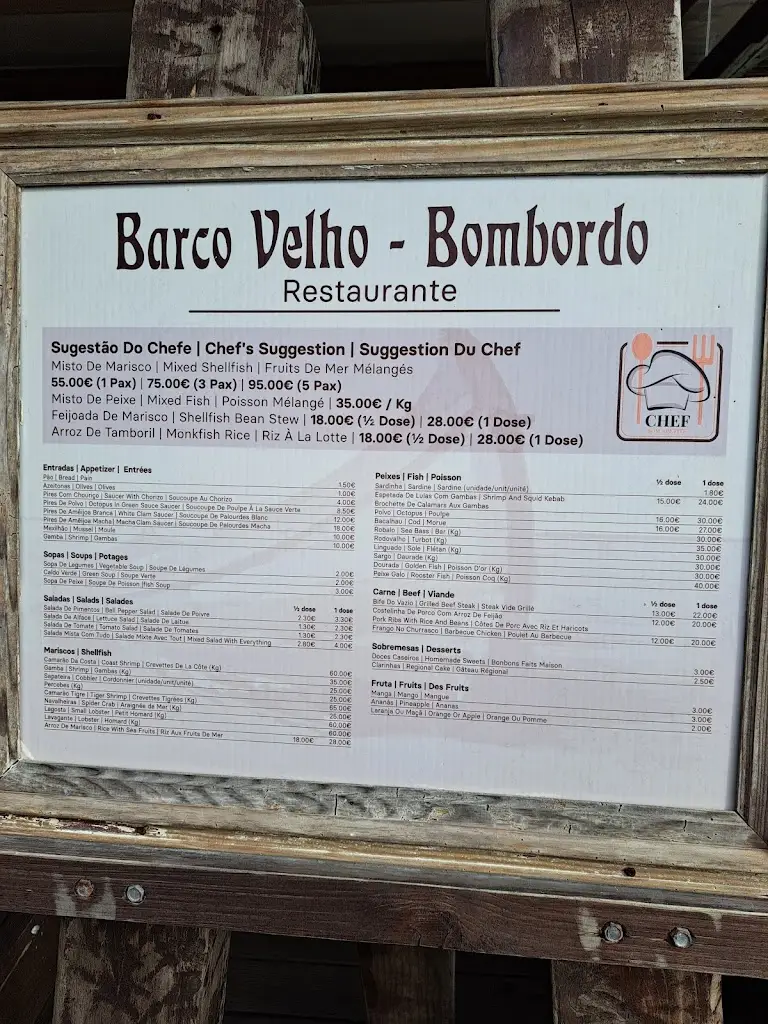 Barco Velho - Bombordo
Restaurante
Sugestão Do Chefe | Chef's Suggestion | Suggestion Du Chef
Misto De Marisco | Mixed Shellfish | Fruits De Mer Mélangés
55.00€ (1 Pax) | 75.00€ (3 Pax) | 95.00€ (5 Pax)
Misto De Peixe | Mixed Fish | Poisson Mélangé | 35.00€ / Kg
Feijoada De Marisco | Shellfish Bean Stew | 18.00€ (½ Dose) | 28.00€ (1 Dose)
Arroz De Tamboril | Monkfish Rice | Riz À La Lotte | 18.00€ (½ Dose) | 28.00€ (1 Dose)
CHEF
Entradas | Appetizer | Entrées
Pão | Bread | Pain 1.50€
Azeitonas | Olives | Olives 1.00€
Pires Com Chouriço | Saucer With Chorizo | Soucoupe Au Chorizo 4.00€
Pires De Polvo | Octopus In Green Sauce Saucer | Soucoupe De Poulpe À La Sauce Verte 8.50€
Pires De Amêijoa Branca | White Clam Saucer | Soucoupe De Palourdes Blanc 12.00€
Pires De Amêijoa Macha | Macha Clam Saucer | Soucoupe De Palourdes Macha 18.00€
Mexilhão | Mussel | Moule 10.00€
Gamba | Shrimp | Gambas 10.00€
Sopas | Soups | Potages
Sopa De Legumes | Vegetable Soup | Soupe De Légumes 2.00€
Caldo Verde | Green Soup | Soupe Verte 2.00€
Sopa De Peixe | Soupe De Poisson |fish Soup 3.00€
Saladas | Salads | Salades ½ dose 1 dose
Salada De Pimentos | Bell Pepper Salad | Salade De Poivre 2.30€ 3.30€
Salada De Alface | Lettuce Salad | Salade De Laitue 1.30€ 2.30€
Salada De Tomate | Tomato Salad | Salade De Tomates 1.30€ 2.30€
Salada Mista Com Tudo | Salade Mixte Avec Tout | Mixed Salad With Everything 2.80€ 4.00€
Mariscos | Shellfish
Camarão Da Costa | Coast Shrimp | Crevettes De La Côte (Kg) 60.00€
Gamba | Shrimp | Gambas (Kg) 35.00€
Sapateira | Cobbler | Cordonnier (unidade/unit/unité) 25.00€
Percebes (Kg) 25.00€
Camarão Tigre | Tiger Shrimp | Crevettes Tigrées (Kg) 65.00€
Navalheiras | Spider Crab | Araignée de Mer (Kg) 25.00€
Lagosta | Small Lobster | Petit Homard (Kg) 60.00€
Lavagante | Lobster | Homard (Kg) 60.00€
Arroz De Marisco | Rice With Sea Fruits | Riz Aux Fruits De Mer 18.00€ 28.00€
Peixes | Fish | Poisson ½ dose 1 dose
Sardinha | Sardine | Sardine (unidade/unit/unité) 1.80€
Espetada De Lulas Com Gambas | Shrimp And Squid Kebab 15.00€ 24.00€
Brochette De Calamars Aux Gambas
Polvo | Octopus | Poulpe 16.00€ 30.00€
Bacalhau | Cod | Morue 16.00€ 27.00€
Robalo | Sea Bass | Bar (Kg) 30.00€
Rodovalho | Turbot (Kg) 35.00€
Linguado | Sole | Flétan (Kg) 30.00€
Sargo | Daurade (Kg) 30.00€
Dourada | Golden Fish | Poisson D'or (Kg) 30.00€
Peixe Galo | Rooster Fish | Poisson Coq (Kg) 40.00€
Carne | Beef | Viande ½ dose 1 dose
Bife Do Vazio | Grilled Beef Steak | Steak Vide Grillé 13.00€ 22.00€
Costelinha De Porco Com Arroz De Feijão 12.00€ 20.00€
Pork Ribs With Rice And Beans | Côtes De Porc Avec Riz Et Haricots
Frango No Churrasco | Barbecue Chicken | Poulet Au Barbecue 12.00€ 20.00€
Sobremesas | Desserts
Doces Caseiros | Homemade Sweets | Bonbons Faits Maison 3.00€
Clarinhas | Regional Cake | Gâteau Régional 2.50€
Fruta | Fruits | Des Fruits
Manga | Mango | Mangue 3.00€
Ananás | Pineapple | Ananas 3.00€
Laranja Ou Maçã | Orange Or Apple | Orange Ou Pomme 2.00€